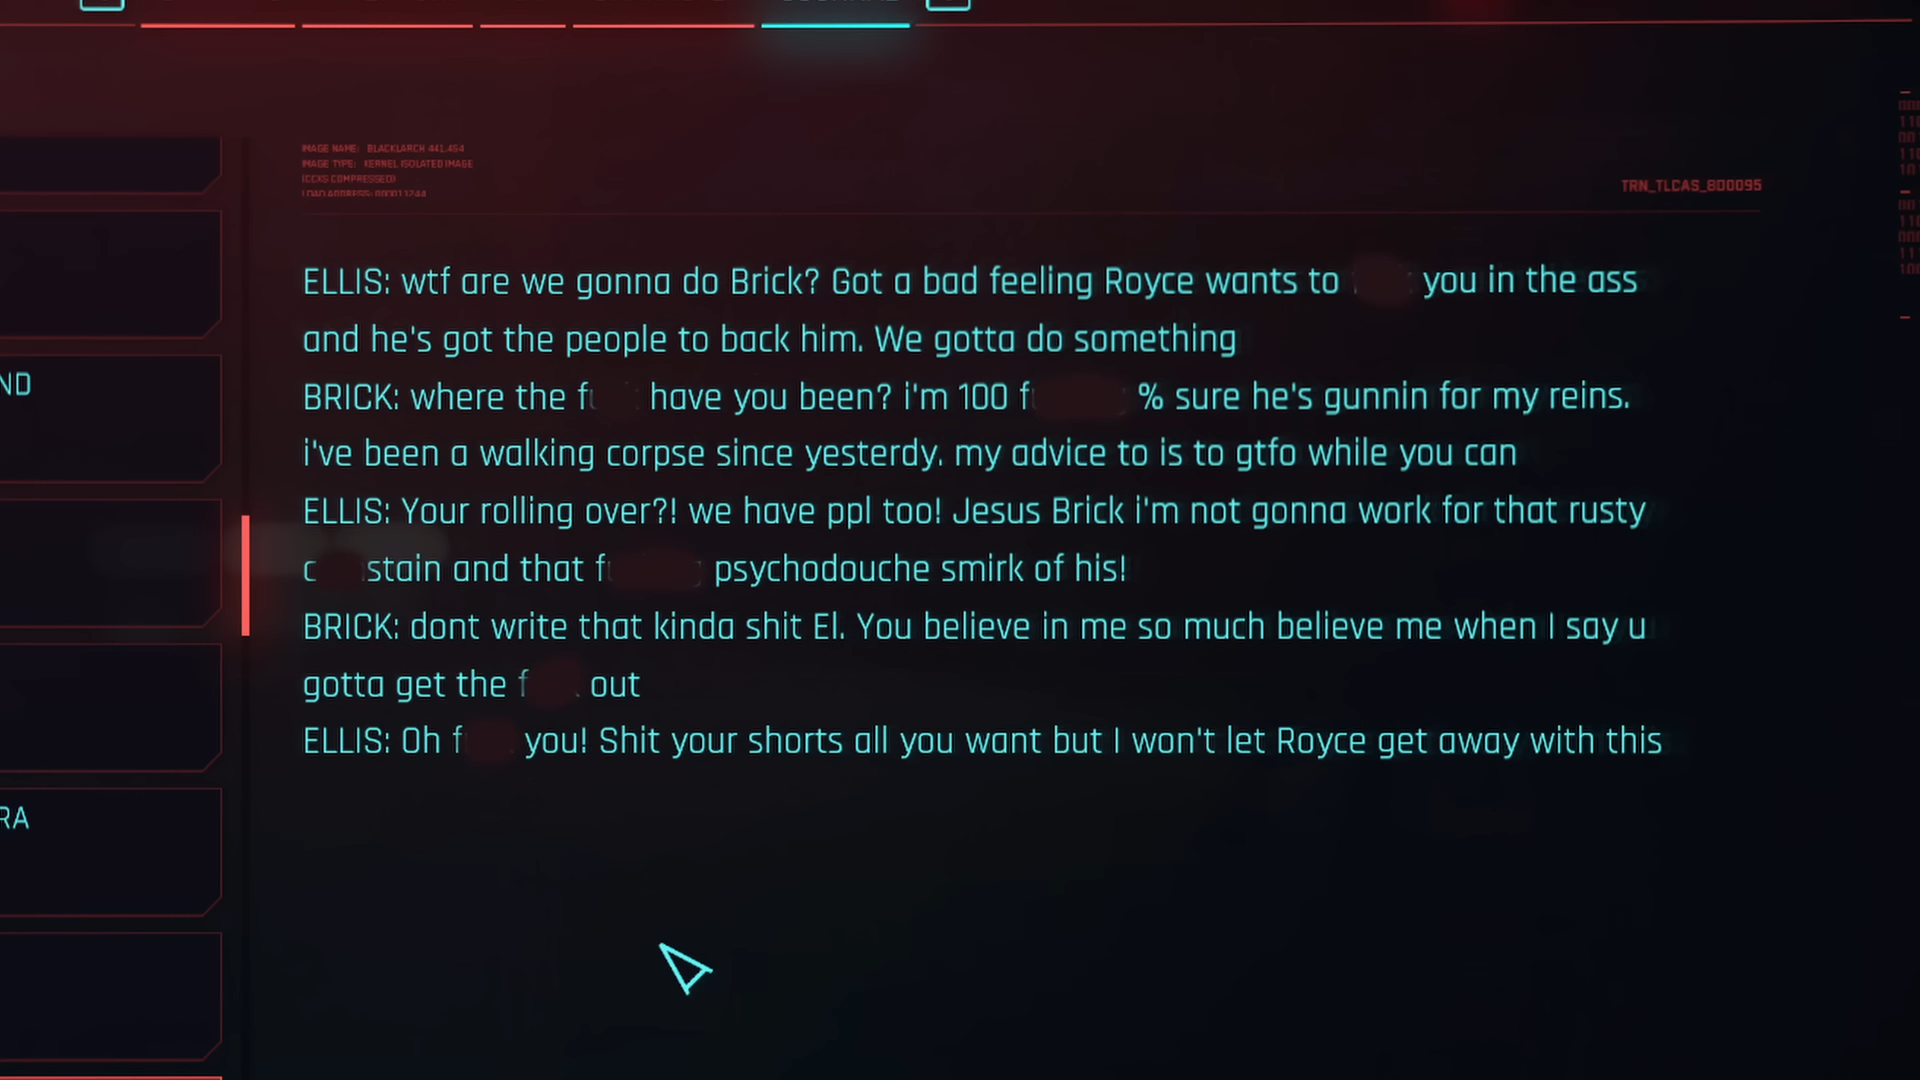 IMAGE NAME: BLACKLARCH 441.454
IMAGE TYPE: KERNEL ISOLATED IMAGE
(CCKS COMPRESSED)
TRN_TLCAS_800095
ELLIS: wtf are we gonna do Brick? Got a bad feeling Royce wants to you in the ass
and he's got the people to back him. We gotta do something
BRICK: where the have you been? i'm 100 % sure he's gunnin for my reins.
i've been a walking corpse since yesterdy. my advice to is to gtfo while you can
ELLIS: Your rolling over?! we have ppl too! Jesus Brick i'm not gonna work for that rusty
stain and that psychodouche smirk of his!
BRICK: dont write that kinda shit El. You believe in me so much believe me when I say u
gotta get the out
ELLIS: Oh you! Shit your shorts all you want but I won't let Royce get away with this
ND
RA